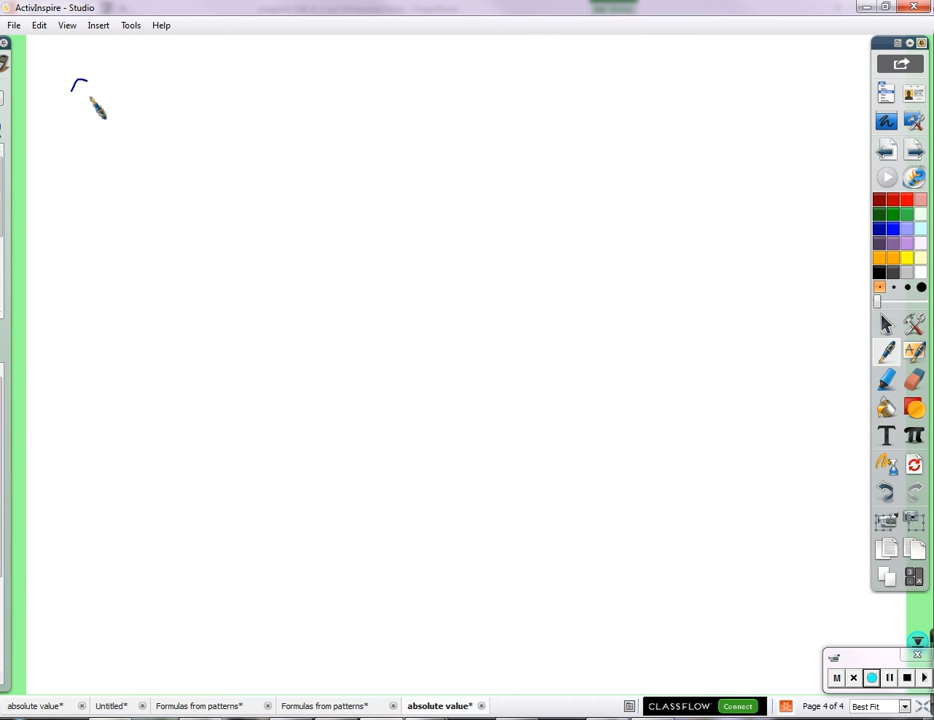 ActivInspire - Studio
File Edit View Insert Tools Help
absolute value* Untitled* Formulas from patterns* Formulas from patterns* absolute value* CLASSFLOW Connect Page 4 of 4 Best Fit